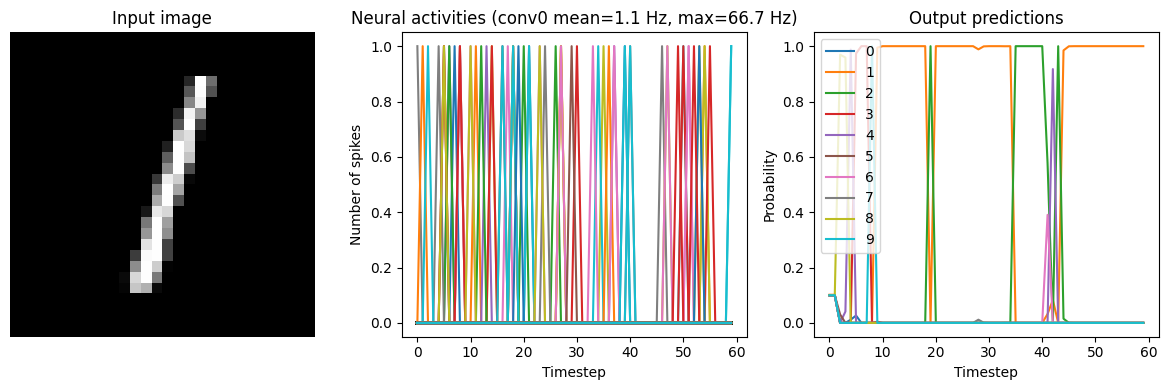 Input image
Neural activities (conv0 mean=1.1 Hz, max=66.7 Hz)
Output predictions
Number of spikes
1.0
0.8
0.6
0.4
0.2
0.0
0 10 20 30 40 50 60
Timestep
Probability
1.0
0.8
0.6
0.4
0.2
0.0
0
1
2
3
4
5
6
7
8
9
0 10 20 30 40 50 60
Timestep